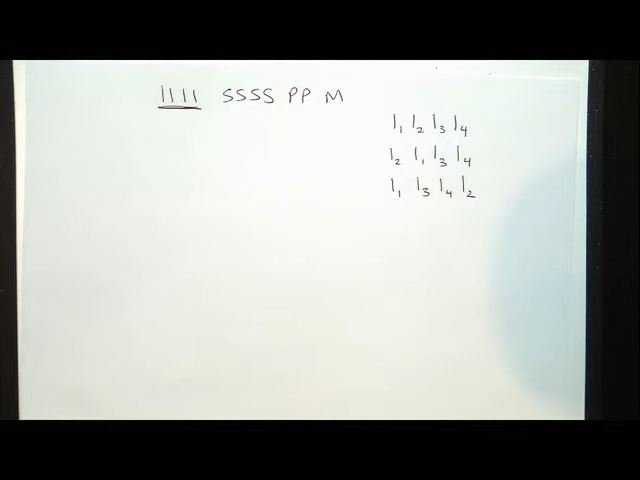 IIII SSSS PP M
I₁ I₂ I₃ I₄
I₂ I₁ I₃ I₄
I₁ I₃ I₄ I₂